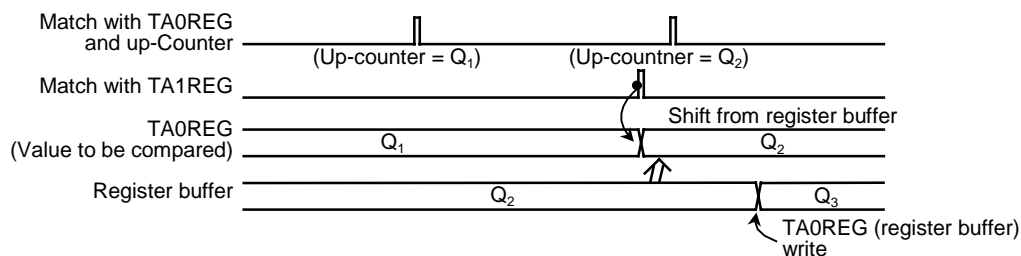 Match with TA0REG
and up-Counter
(Up-counter = Q₁)
(Up-countner = Q₂)
Match with TA1REG
Shift from register buffer
TA0REG
(Value to be compared)
Q₁
Q₂
Register buffer
Q₂
Q₃
TA0REG (register buffer)
write